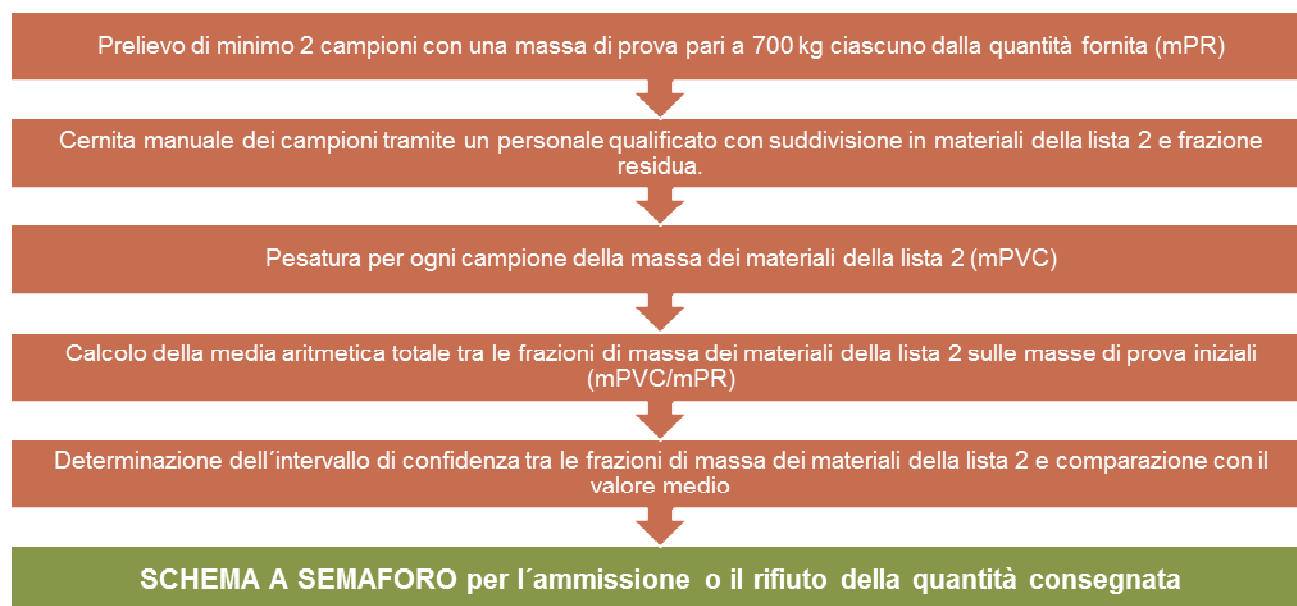 Prelievo di minimo 2 campioni con una massa di prova pari a 700 kg ciascuno dalla quantità fornita (mPR)
Cernita manuale dei campioni tramite un personale qualificato con suddivisione in materiali della lista 2 e frazione
residua.
Pesatura per ogni campione della massa dei materiali della lista 2 (mPVC)
Calcolo della media aritmetica totale tra le frazioni di massa dei materiali della lista 2 sulle masse di prova iniziali
(mPVC/mPR)
Determinazione dell´intervallo di confidenza tra le frazioni di massa dei materiali della lista 2 e comparazione con il
valore medio
SCHEMA A SEMAFORO per l´ammissione o il rifiuto della quantità consegnata